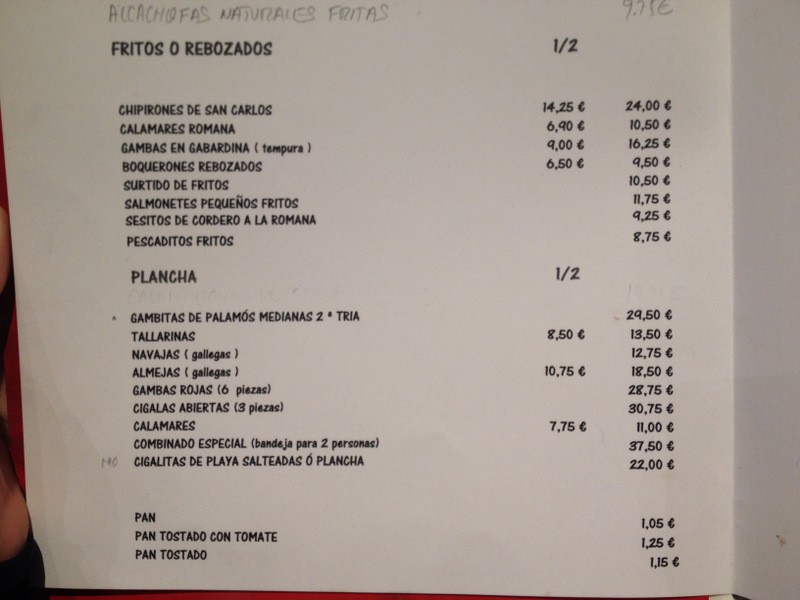 ALCACHOFAS NATURALES FRITAS 9.75€
FRITOS O REBOZADOS 1/2
CHIPIRONES DE SAN CARLOS 14,25 € 24,00 €
CALAMARES ROMANA 6,90 € 10,50 €
GAMBAS EN GABARDINA ( tempura ) 9,00 € 16,25 €
BOQUERONES REBOZADOS 6,50 € 9,50 €
SURTIDO DE FRITOS 10,50 €
SALMONETES PEQUEÑOS FRITOS 11,75 €
SESITOS DE CORDERO A LA ROMANA 9,25 €
PESCADITOS FRITOS 8,75 €
PLANCHA 1/2
GAMBITAS DE PALAMÓS MEDIANAS 2 ª TRIA 29,50 €
TALLARINAS 8,50 € 13,50 €
NAVAJAS ( gallegas ) 12,75 €
ALMEJAS ( gallegas ) 10,75 € 18,50 €
GAMBAS ROJAS (6 piezas) 28,75 €
CIGALAS ABIERTAS (3 piezas) 30,75 €
CALAMARES 7,75 € 11,00 €
COMBINADO ESPECIAL (bandeja para 2 personas) 37,50 €
CIGALITAS DE PLAYA SALTEADAS Ó PLANCHA 22,00 €
PAN 1,05 €
PAN TOSTADO CON TOMATE 1,25 €
PAN TOSTADO 1,15 €